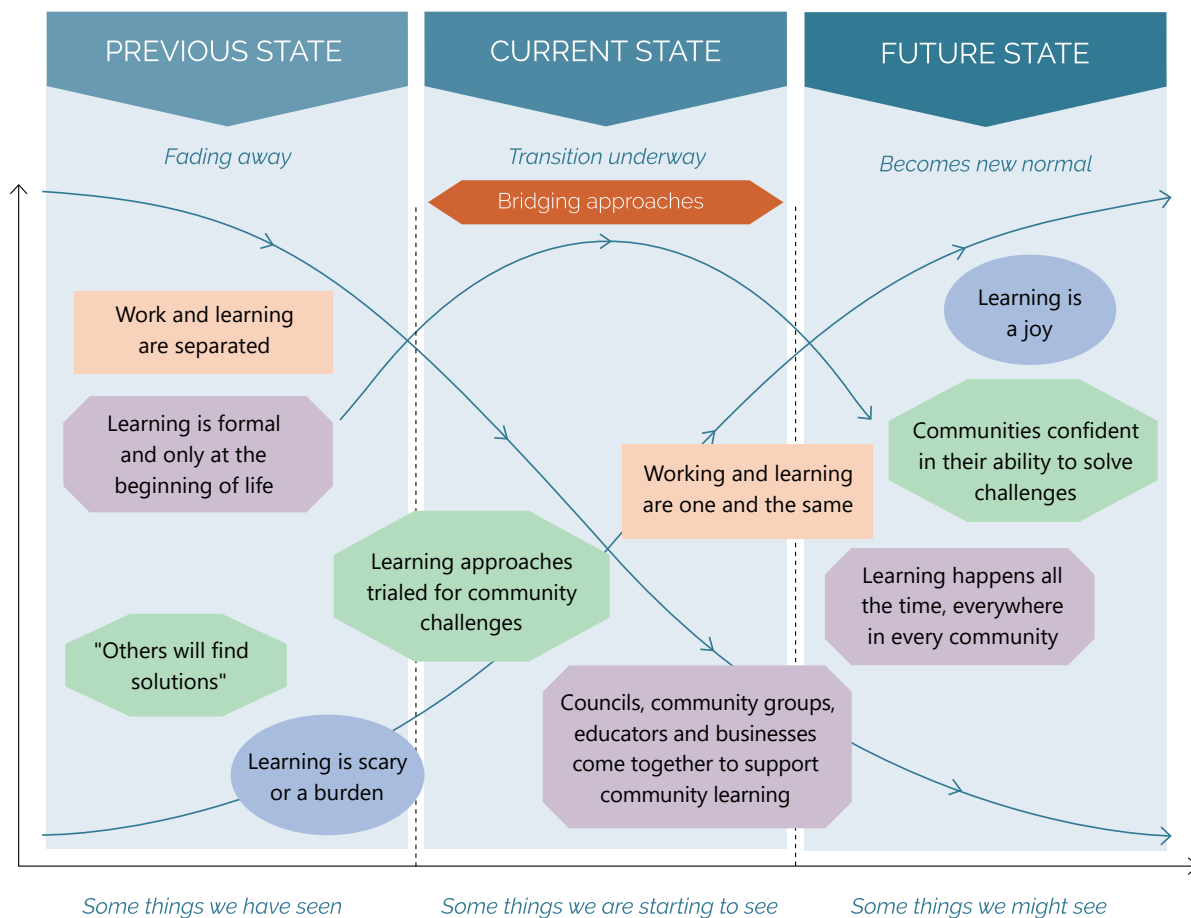 PREVIOUS STATE
CURRENT STATE
FUTURE STATE
Fading away
Transition underway
Becomes new normal
Bridging approaches
Work and learning
are separated
Learning is formal
and only at the
beginning of life
"Others will find
solutions"
Learning is scary
or a burden
Learning approaches
trialed for community
challenges
Working and learning
are one and the same
Councils, community groups,
educators and businesses
come together to support
community learning
Learning is
a joy
Communities confident
in their ability to solve
challenges
Learning happens all
the time, everywhere
in every community
Some things we have seen
Some things we are starting to see
Some things we might see